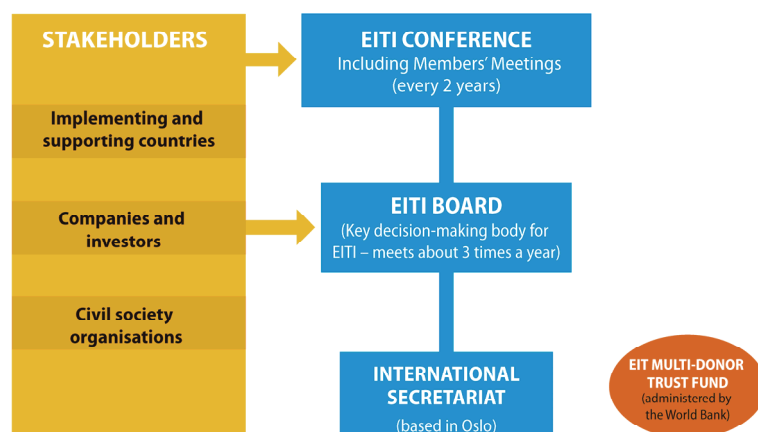 STAKEHOLDERS
Implementing and
supporting countries
Companies and
investors
Civil society
organisations
EITI CONFERENCE
Including Members’ Meetings
(every 2 years)
EITI BOARD
(Key decision-making body for
EITI – meets about 3 times a year)
INTERNATIONAL
SECRETARIAT
(based in Oslo)
EIT MULTI-DONOR
TRUST FUND
(administered by
the World Bank)